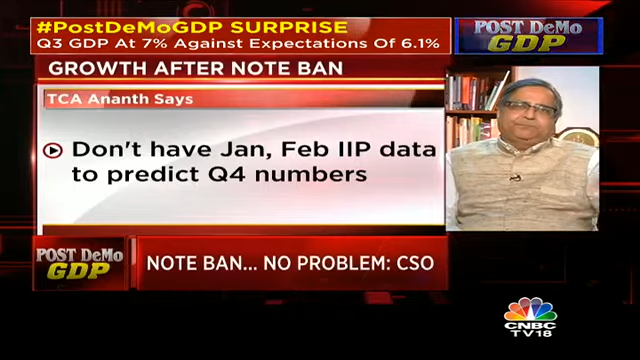 #PostDeMoGDP SURPRISE
Q3 GDP At 7% Against Expectations Of 6.1%
POST DeMo
GDP
GROWTH AFTER NOTE BAN
TCA Ananth Says
Don't have Jan, Feb IIP data
to predict Q4 numbers
POST DeMo
GDP
NOTE BAN... NO PROBLEM: CSO
CNBC
TV18